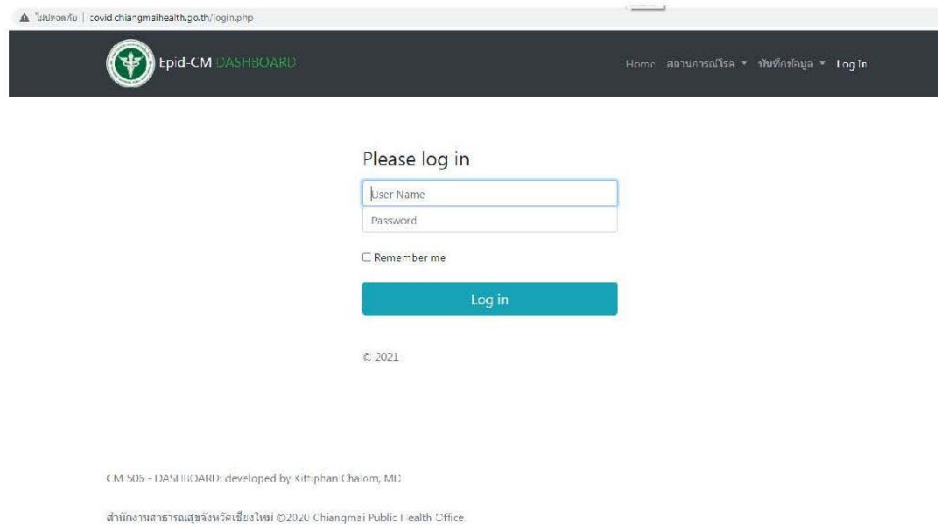 ไม่ปลอดภัย | covid.chiangmaihealth.go.th/login.php
Epid-CM DASHBOARD
Home สถานการณ์โรค บันทึกข้อมูล Log In
Please log in
User Name
Password
Remember me
Log in
© 2021
CM 506 - DASHBOARD: developed by Kittiphan Chalom, MD
สำนักงานสาธารณสุขจังหวัดเชียงใหม่ ©2020 Chiangmai Public Health Office.